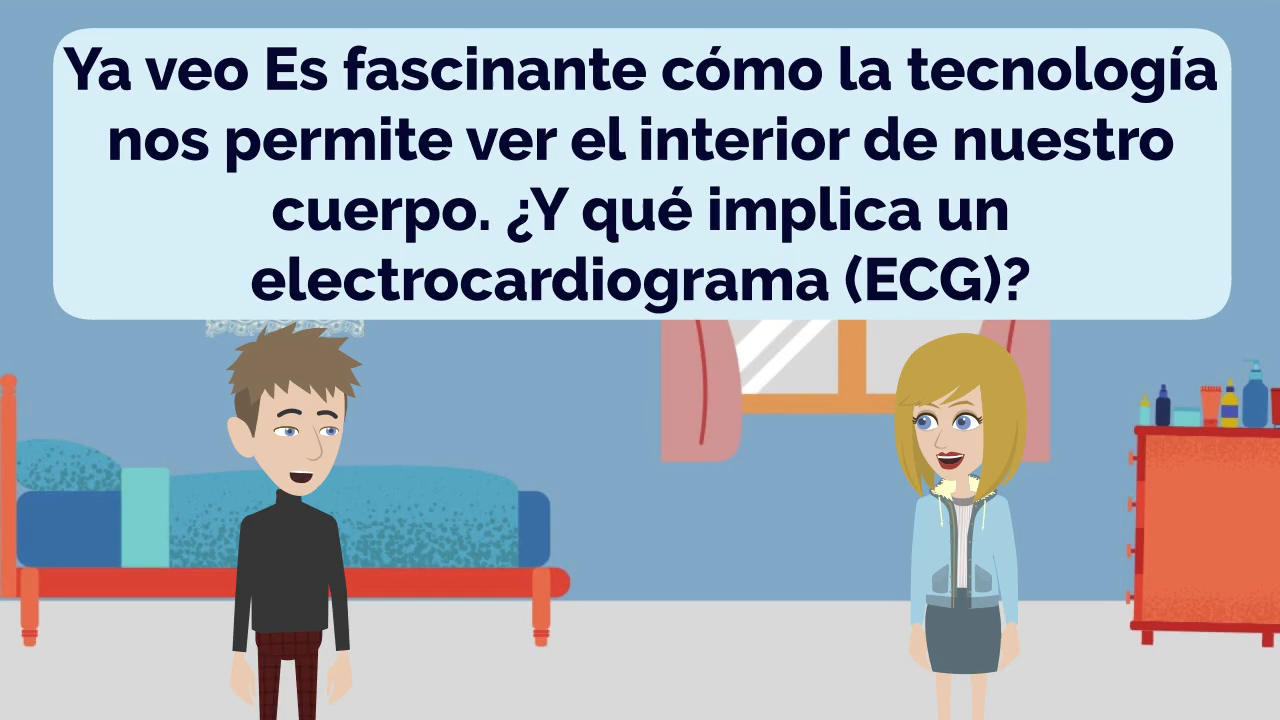 Ya veo Es fascinante cómo la tecnología
nos permite ver el interior de nuestro
cuerpo. ¿Y qué implica un
electrocardiograma (ECG)?